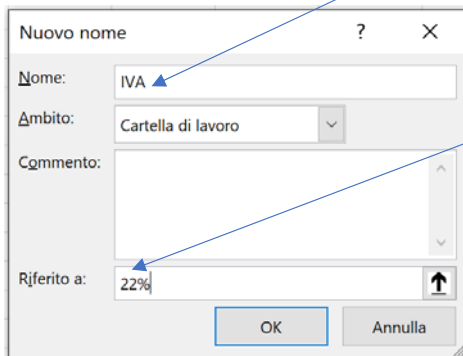 Nuovo nome ?
Nome: IVA
Ambito: Cartella di lavoro
Commento:
Riferito a: 22%
OK Annulla